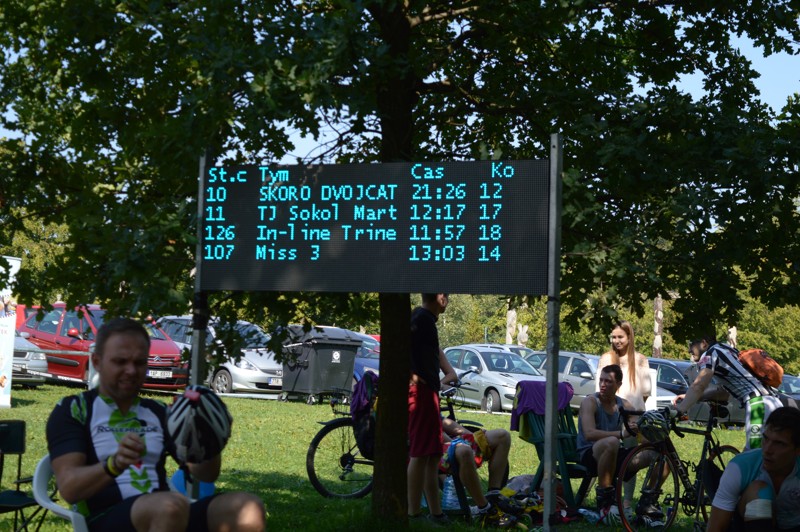 St.c Tym Cas Ko
10 SKORO DVOJCAT 21:26 12
11 TJ Sokol Mart 12:17 17
126 In-line Trine 11:57 18
107 Miss 3 13:03 14